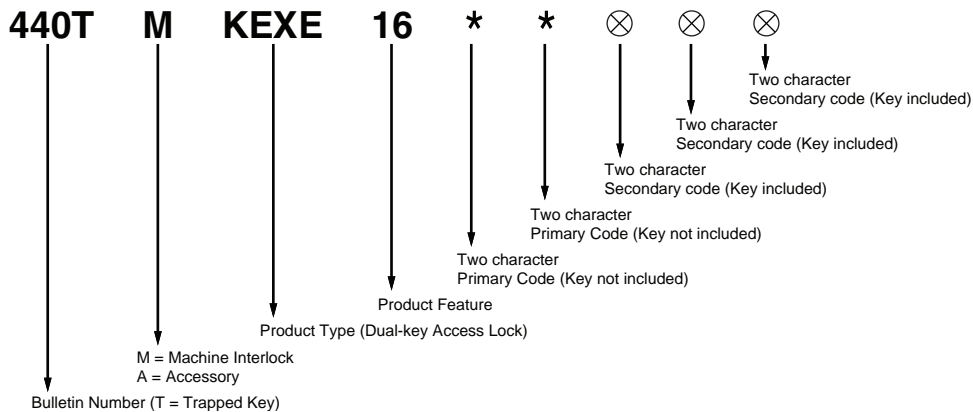 440T M KEXE 16 * * ⊗ ⊗ ⊗
Two character
Secondary code (Key included)
Two character
Secondary code (Key included)
Two character
Secondary code (Key included)
Two character
Primary Code (Key not included)
Two character
Primary Code (Key not included)
Product Feature
Product Type (Dual-key Access Lock)
M = Machine Interlock
A = Accessory
Bulletin Number (T = Trapped Key)